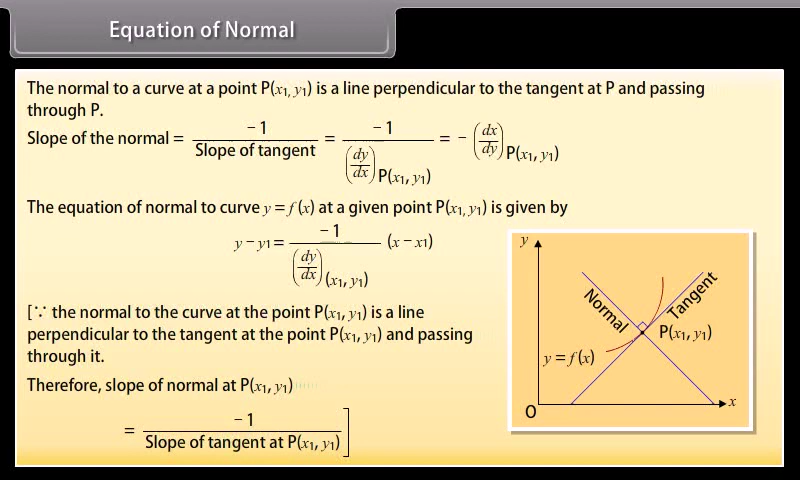 Equation of Normal
The normal to a curve at a point P(x₁, y₁) is a line perpendicular to the tangent at P and passing
through P.
Slope of the normal = −1 / Slope of tangent = −1 / (dy/dx)P(x₁, y₁) = − (dx/dy)P(x₁, y₁)
The equation of normal to curve y = f(x) at a given point P(x₁, y₁) is given by
y − y₁ = −1 / (dy/dx)(x₁, y₁) (x − x₁)
[∵ the normal to the curve at the point P(x₁, y₁) is a line
perpendicular to the tangent at the point P(x₁, y₁) and passing
through it.
Therefore, slope of normal at P(x₁, y₁)
= −1 / Slope of tangent at P(x₁, y₁) ]
y
Normal
Tangent
P(x₁, y₁)
y = f(x)
x
O